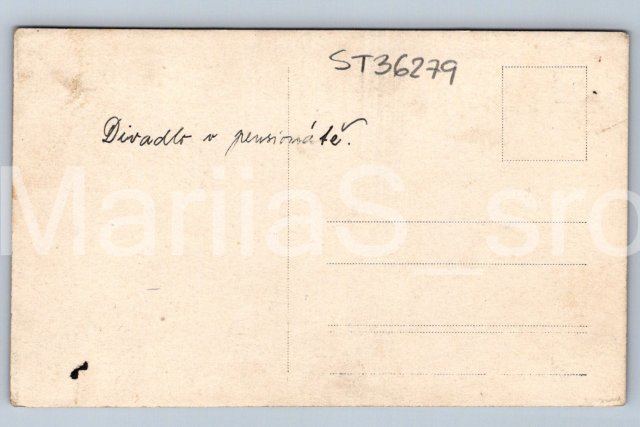 ST36279
Divadlo v pensionátě.
MariiaS_sro